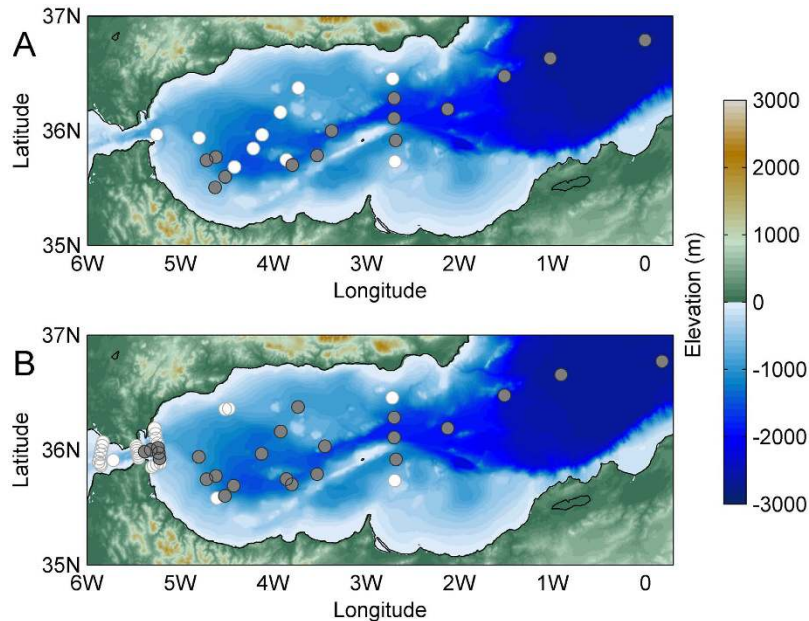 A
37N
36N
35N
Latitude
6W 5W 4W 3W 2W 1W 0
Longitude
B
37N
36N
35N
Latitude
6W 5W 4W 3W 2W 1W 0
Longitude
3000
2000
1000
0
-1000
-2000
-3000
Elevation (m)